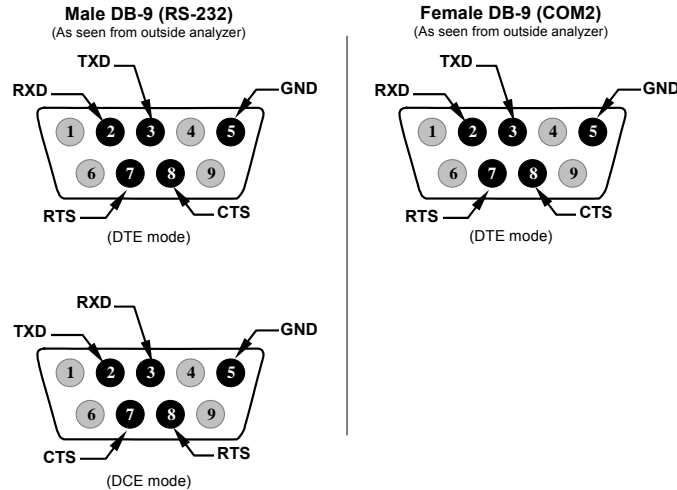 Male DB-9 (RS-232)
(As seen from outside analyzer)
TXD
RXD
GND
1 2 3 4 5
6 7 8 9
RTS
CTS
(DTE mode)
RXD
TXD
GND
1 2 3 4 5
6 7 8 9
CTS
RTS
(DCE mode)
Female DB-9 (COM2)
(As seen from outside analyzer)
TXD
RXD
GND
1 2 3 4 5
6 7 8 9
RTS
CTS
(DTE mode)